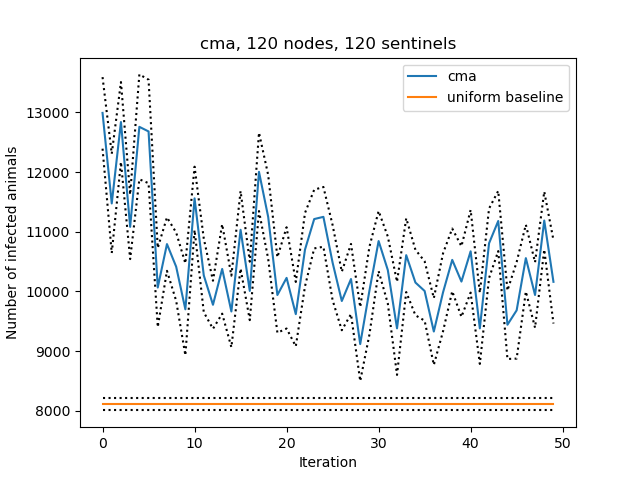 cma, 120 nodes, 120 sentinels
cma
uniform baseline
Number of infected animals
13000
12000
11000
10000
9000
8000
0 10 20 30 40 50
Iteration